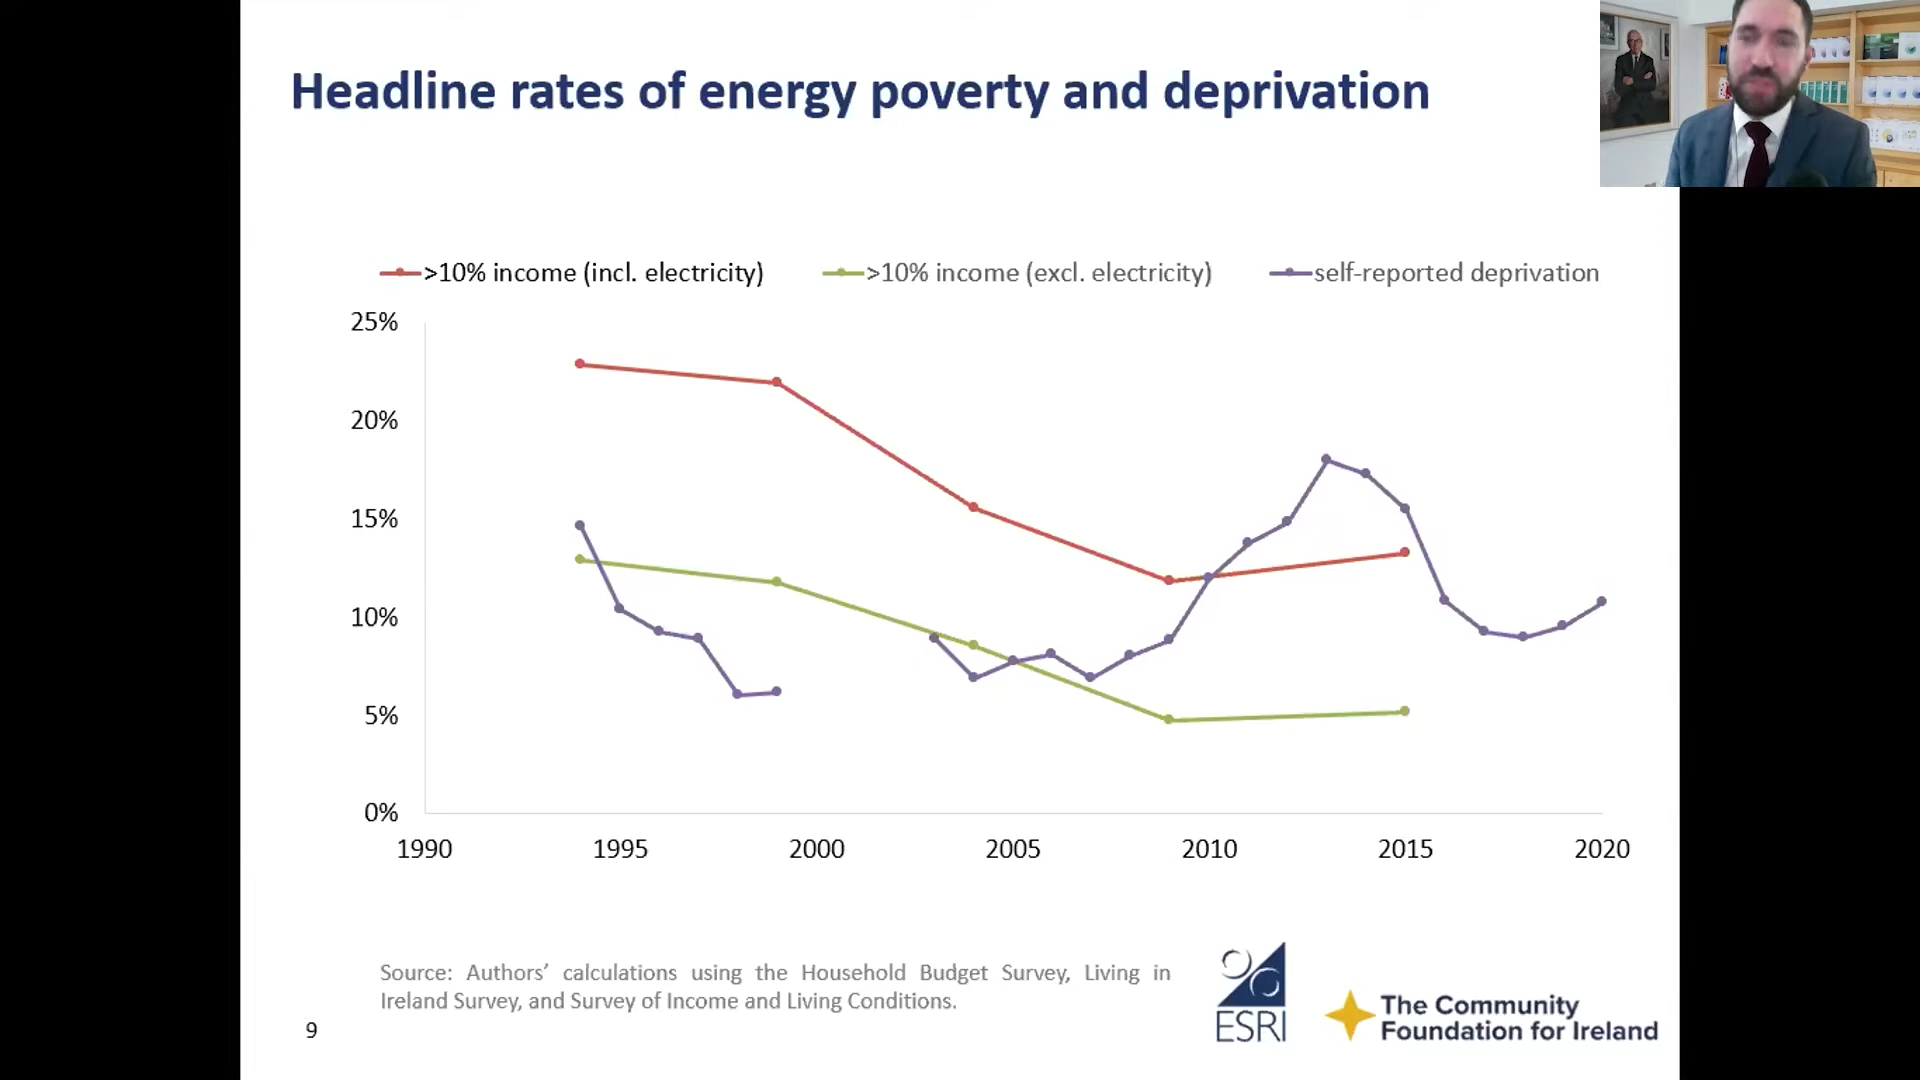 Headline rates of energy poverty and deprivation
>10% income (incl. electricity) >10% income (excl. electricity) self-reported deprivation
25%
20%
15%
10%
5%
0%
1990 1995 2000 2005 2010 2015 2020
Source: Authors’ calculations using the Household Budget Survey, Living in
Ireland Survey, and Survey of Income and Living Conditions.
ESRI
The Community
Foundation for Ireland
9